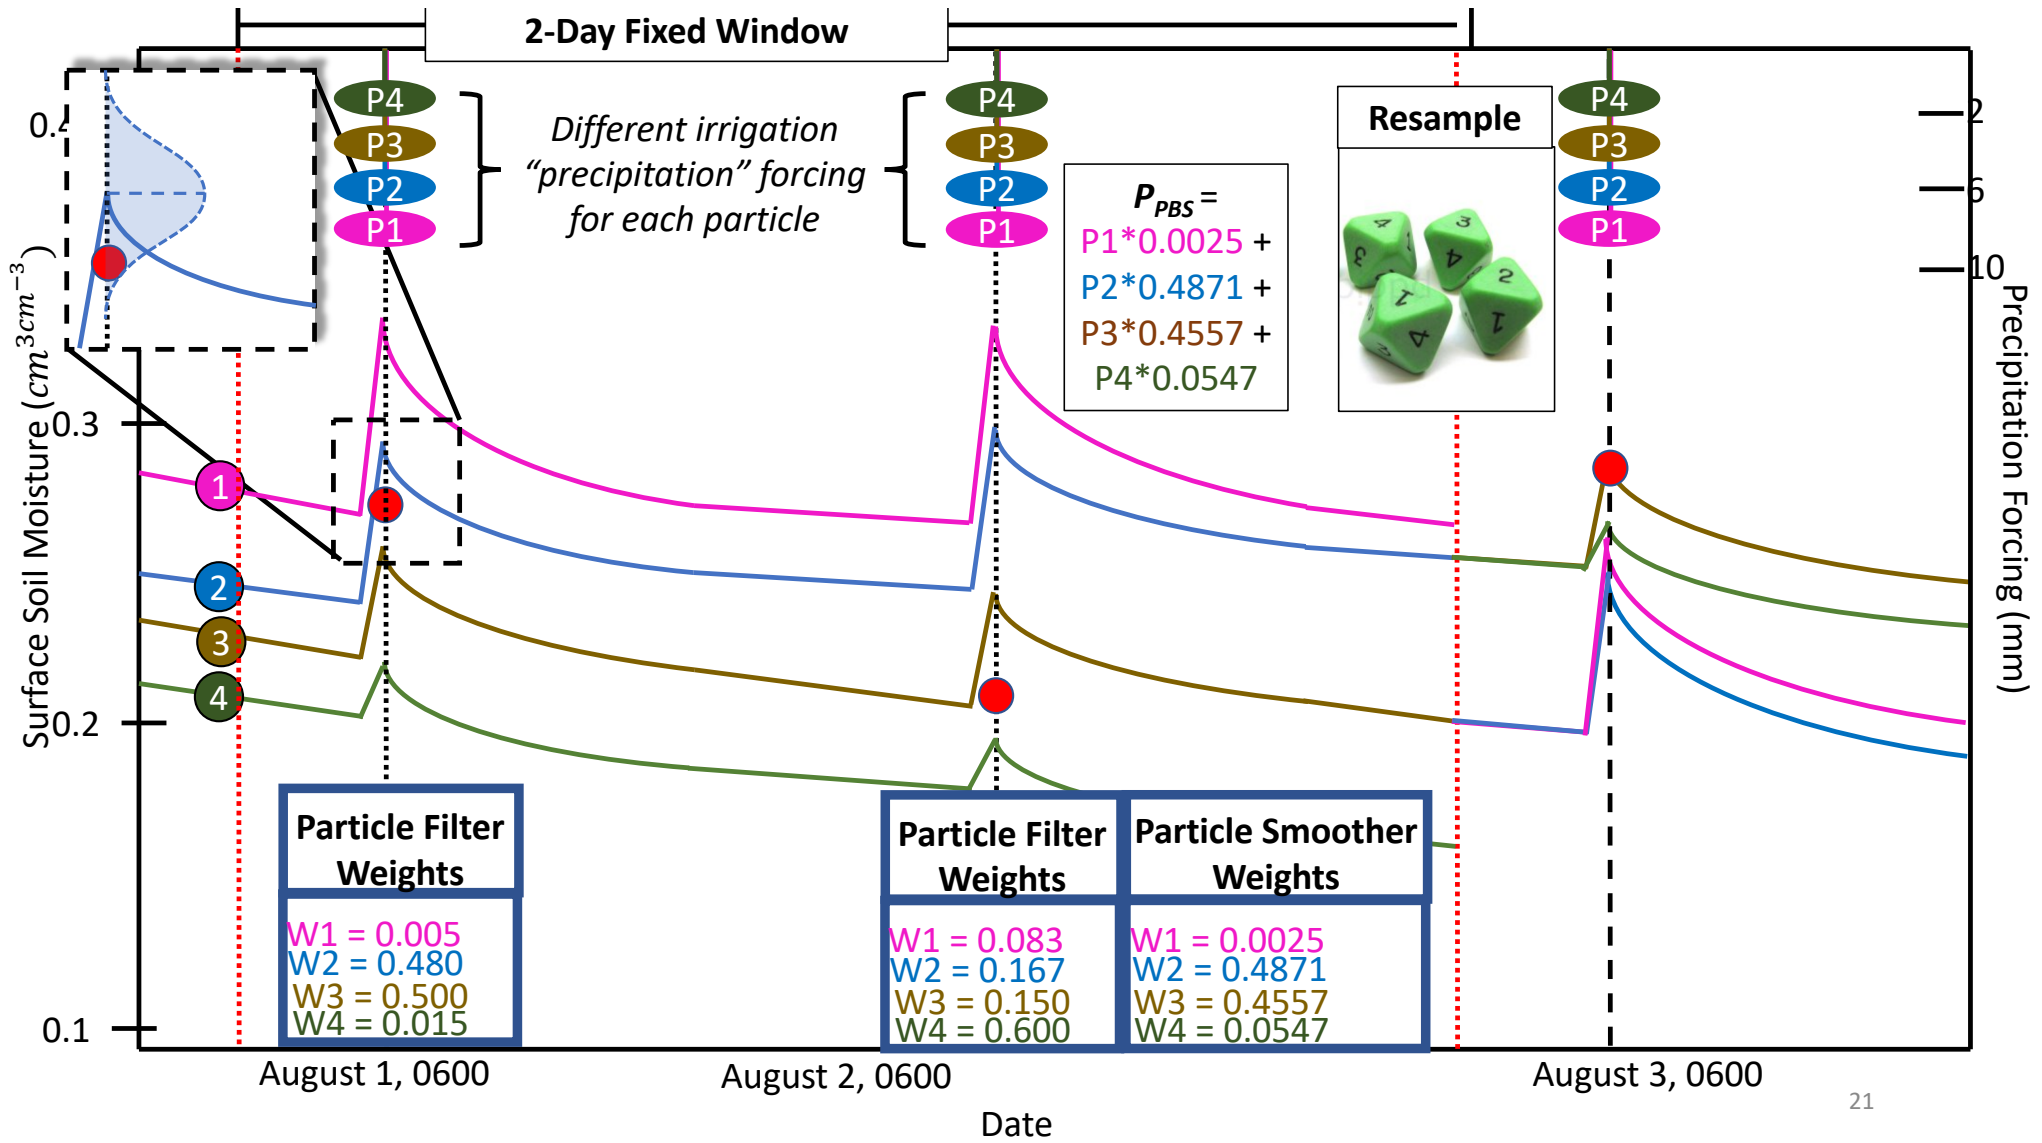 2-Day Fixed Window
P4
P3
P2
P1
Different irrigation
“precipitation” forcing
for each particle
P4
P3
P2
P1
P_PBS =
P1*0.0025 +
P2*0.4871 +
P3*0.4557 +
P4*0.0547
Resample
P4
P3
P2
P1
2
6
10
Precipitation Forcing (mm)
Surface Soil Moisture (cm³cm⁻³)
0.3
0.2
0.1
1
2
3
4
Particle Filter
Weights
W1 = 0.005
W2 = 0.480
W3 = 0.500
W4 = 0.015
Particle Filter
Weights
W1 = 0.083
W2 = 0.167
W3 = 0.150
W4 = 0.600
Particle Smoother
Weights
W1 = 0.0025
W2 = 0.4871
W3 = 0.4557
W4 = 0.0547
August 1, 0600
August 2, 0600
August 3, 0600
Date
21